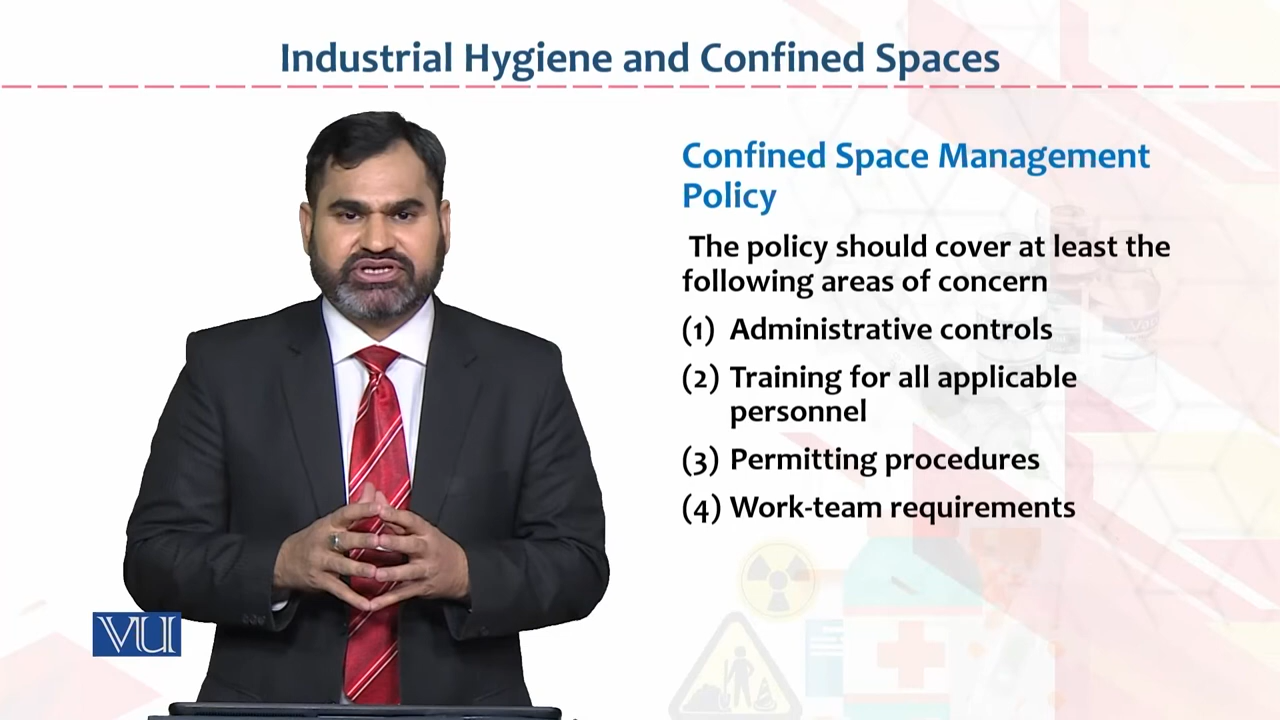 Industrial Hygiene and Confined Spaces
Confined Space Management
Policy
The policy should cover at least the
following areas of concern
(1) Administrative controls
(2) Training for all applicable
personnel
(3) Permitting procedures
(4) Work-team requirements
VU